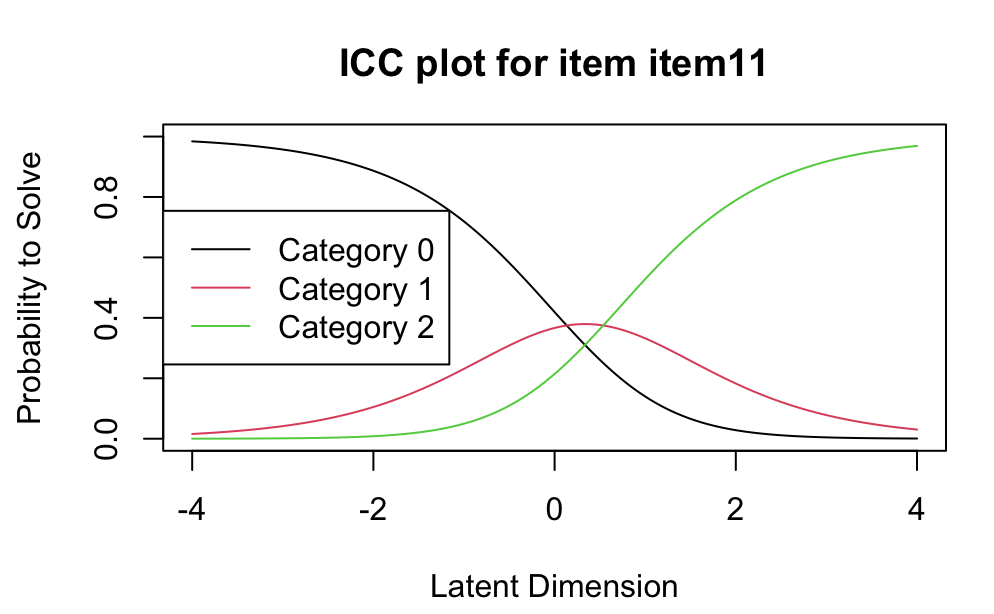 ICC plot for item item11
Probability to Solve
0.8
0.4
0.0
Category 0
Category 1
Category 2
-4
-2
0
2
4
Latent Dimension